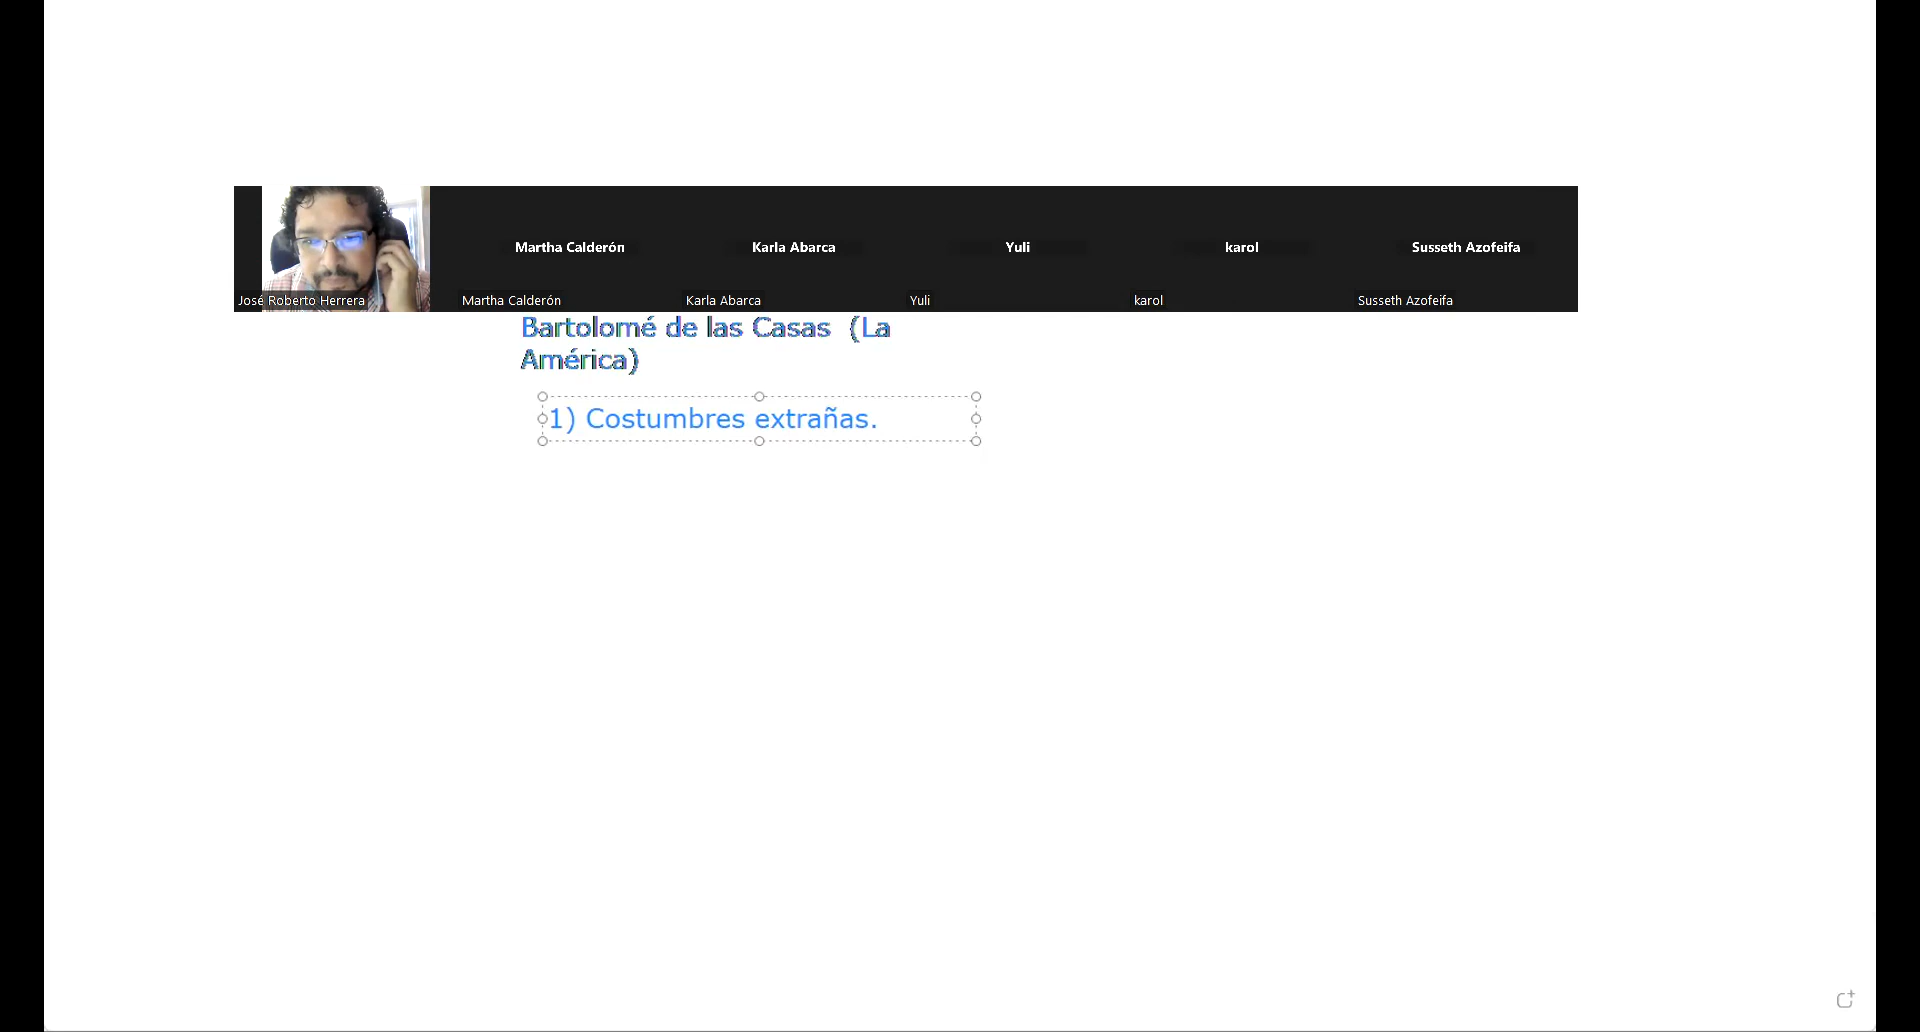 Martha Calderón
Karla Abarca
Yuli
karol
Susseth Azofeifa
José Roberto Herrera
Martha Calderón
Karla Abarca
Yuli
karol
Susseth Azofeifa
Bartolomé de las Casas (La
América)
1) Costumbres extrañas.